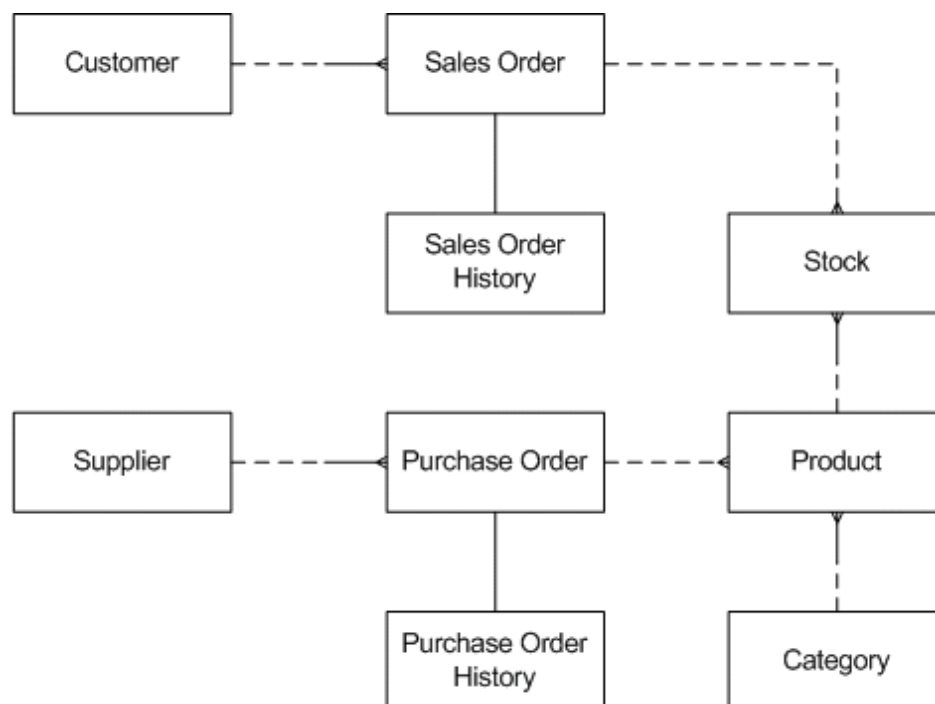 Customer
Sales Order
Sales Order
History
Stock
Supplier
Purchase Order
Product
Purchase Order
History
Category